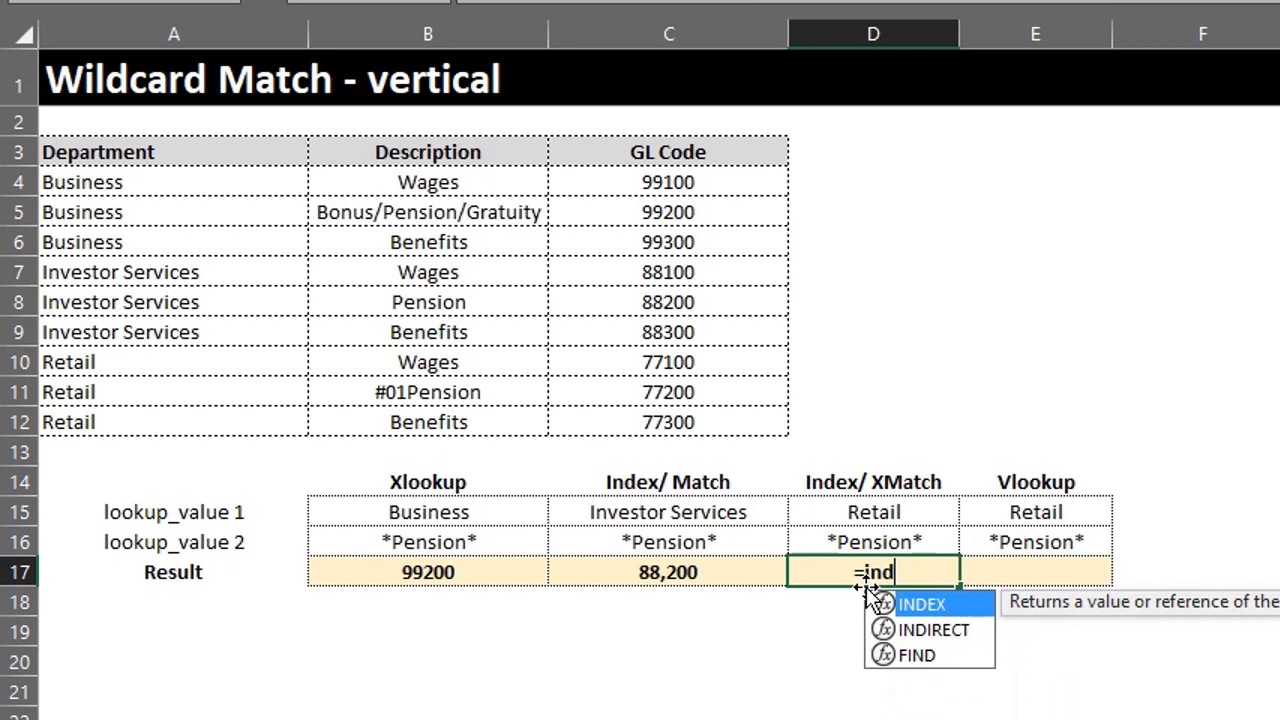 A B C D E F
1 Wildcard Match - vertical
2
3 Department Description GL Code
4 Business Wages 99100
5 Business Bonus/Pension/Gratuity 99200
6 Business Benefits 99300
7 Investor Services Wages 88100
8 Investor Services Pension 88200
9 Investor Services Benefits 88300
10 Retail Wages 77100
11 Retail #01Pension 77200
12 Retail Benefits 77300
13
14 Xlookup Index/ Match Index/ XMatch Vlookup
15 lookup_value 1 Business Investor Services Retail Retail
16 lookup_value 2 *Pension* *Pension* *Pension* *Pension*
17 Result 99200 88,200 =ind
18 INDEX Returns a value or reference of the
19 INDIRECT
20 FIND
21